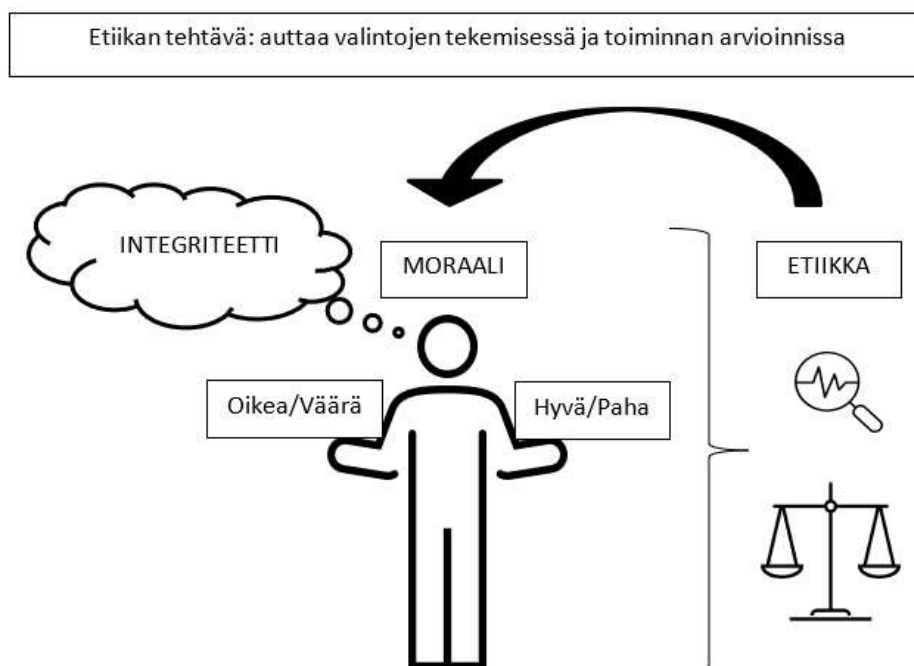 Etiikan tehtävä: auttaa valintojen tekemisessä ja toiminnan arvioinnissa
INTEGRITEETTI
MORAALI
ETIIKKA
Oikea/Väärä
Hyvä/Paha